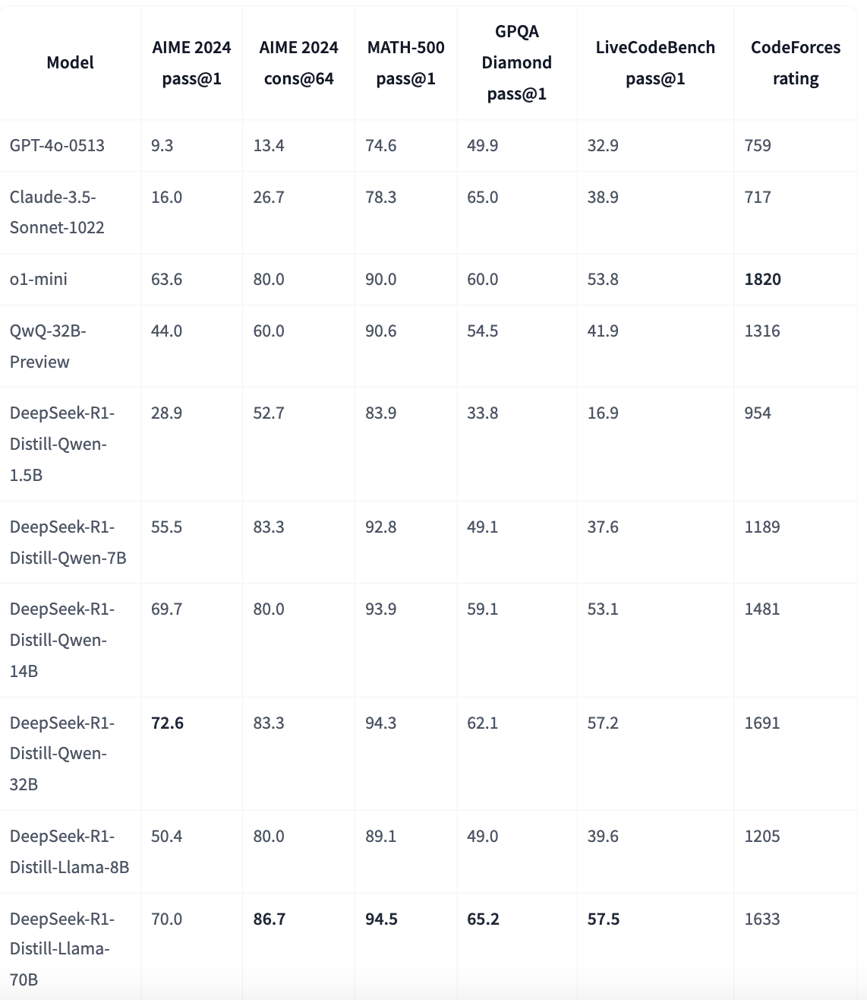 Model | AIME 2024 pass@1 | AIME 2024 cons@64 | MATH-500 pass@1 | GPQA Diamond pass@1 | LiveCodeBench pass@1 | CodeForces rating
GPT-4o-0513 | 9.3 | 13.4 | 74.6 | 49.9 | 32.9 | 759
Claude-3.5-Sonnet-1022 | 16.0 | 26.7 | 78.3 | 65.0 | 38.9 | 717
o1-mini | 63.6 | 80.0 | 90.0 | 60.0 | 53.8 | 1820
QwQ-32B-Preview | 44.0 | 60.0 | 90.6 | 54.5 | 41.9 | 1316
DeepSeek-R1-Distill-Qwen-1.5B | 28.9 | 52.7 | 83.9 | 33.8 | 16.9 | 954
DeepSeek-R1-Distill-Qwen-7B | 55.5 | 83.3 | 92.8 | 49.1 | 37.6 | 1189
DeepSeek-R1-Distill-Qwen-14B | 69.7 | 80.0 | 93.9 | 59.1 | 53.1 | 1481
DeepSeek-R1-Distill-Qwen-32B | 72.6 | 83.3 | 94.3 | 62.1 | 57.2 | 1691
DeepSeek-R1-Distill-Llama-8B | 50.4 | 80.0 | 89.1 | 49.0 | 39.6 | 1205
DeepSeek-R1-Distill-Llama-70B | 70.0 | 86.7 | 94.5 | 65.2 | 57.5 | 1633